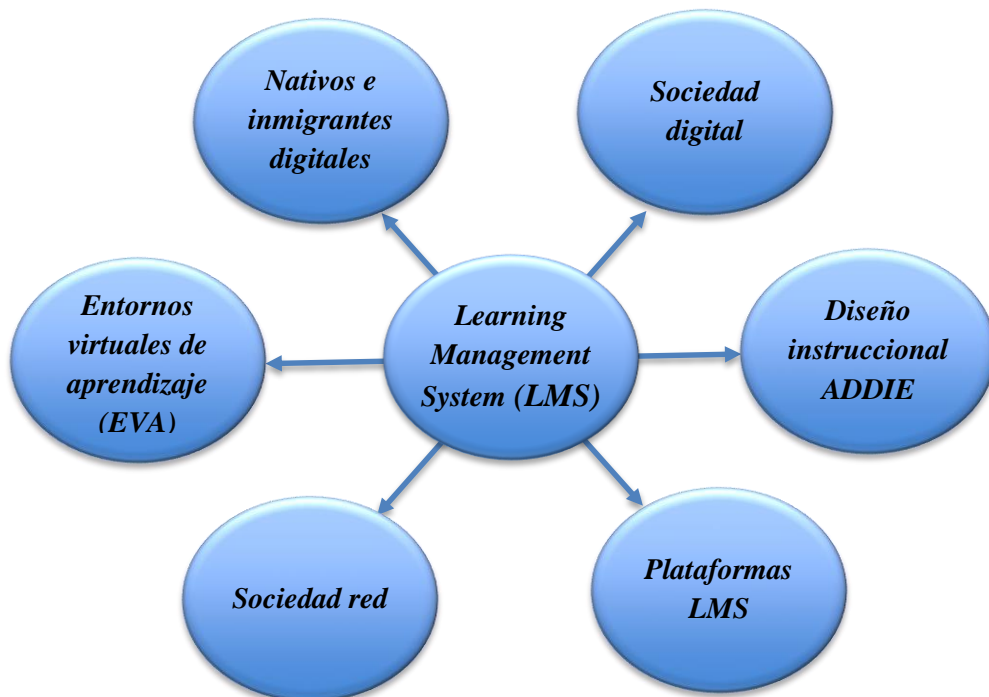 Nativos e
inmigrantes
digitales
Sociedad
digital
Entornos
virtuales de
aprendizaje
(EVA)
Learning
Management
System (LMS)
Diseño
instruccional
ADDIE
Sociedad red
Plataformas
LMS